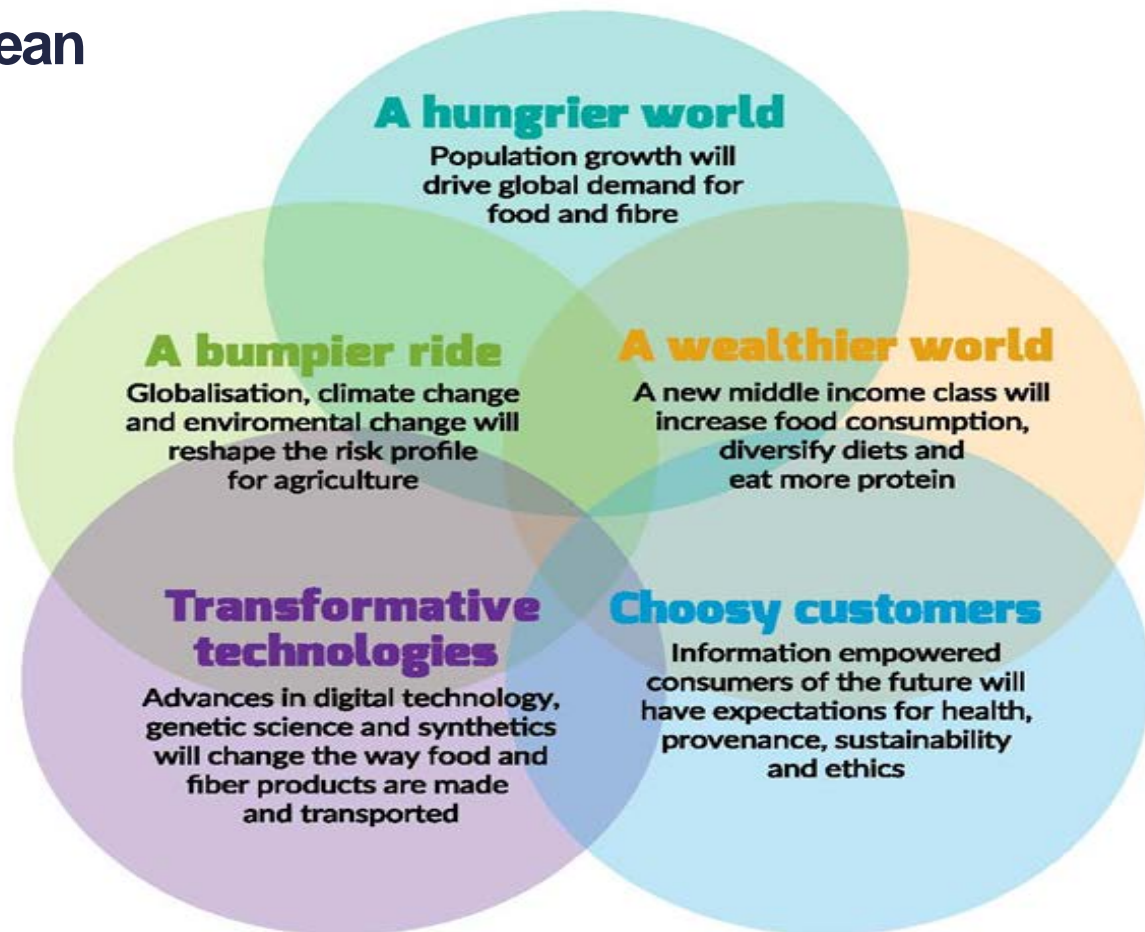 ean
A hungrier world
Population growth will
drive global demand for
food and fibre
A bumpier ride
Globalisation, climate change
and enviromental change will
reshape the risk profile
for agriculture
A wealthier world
A new middle income class will
increase food consumption,
diversify diets and
eat more protein
Transformative
technologies
Advances in digital technology,
genetic science and synthetics
will change the way food and
fiber products are made
and transported
Choosy customers
Information empowered
consumers of the future will
have expectations for health,
provenance, sustainability
and ethics